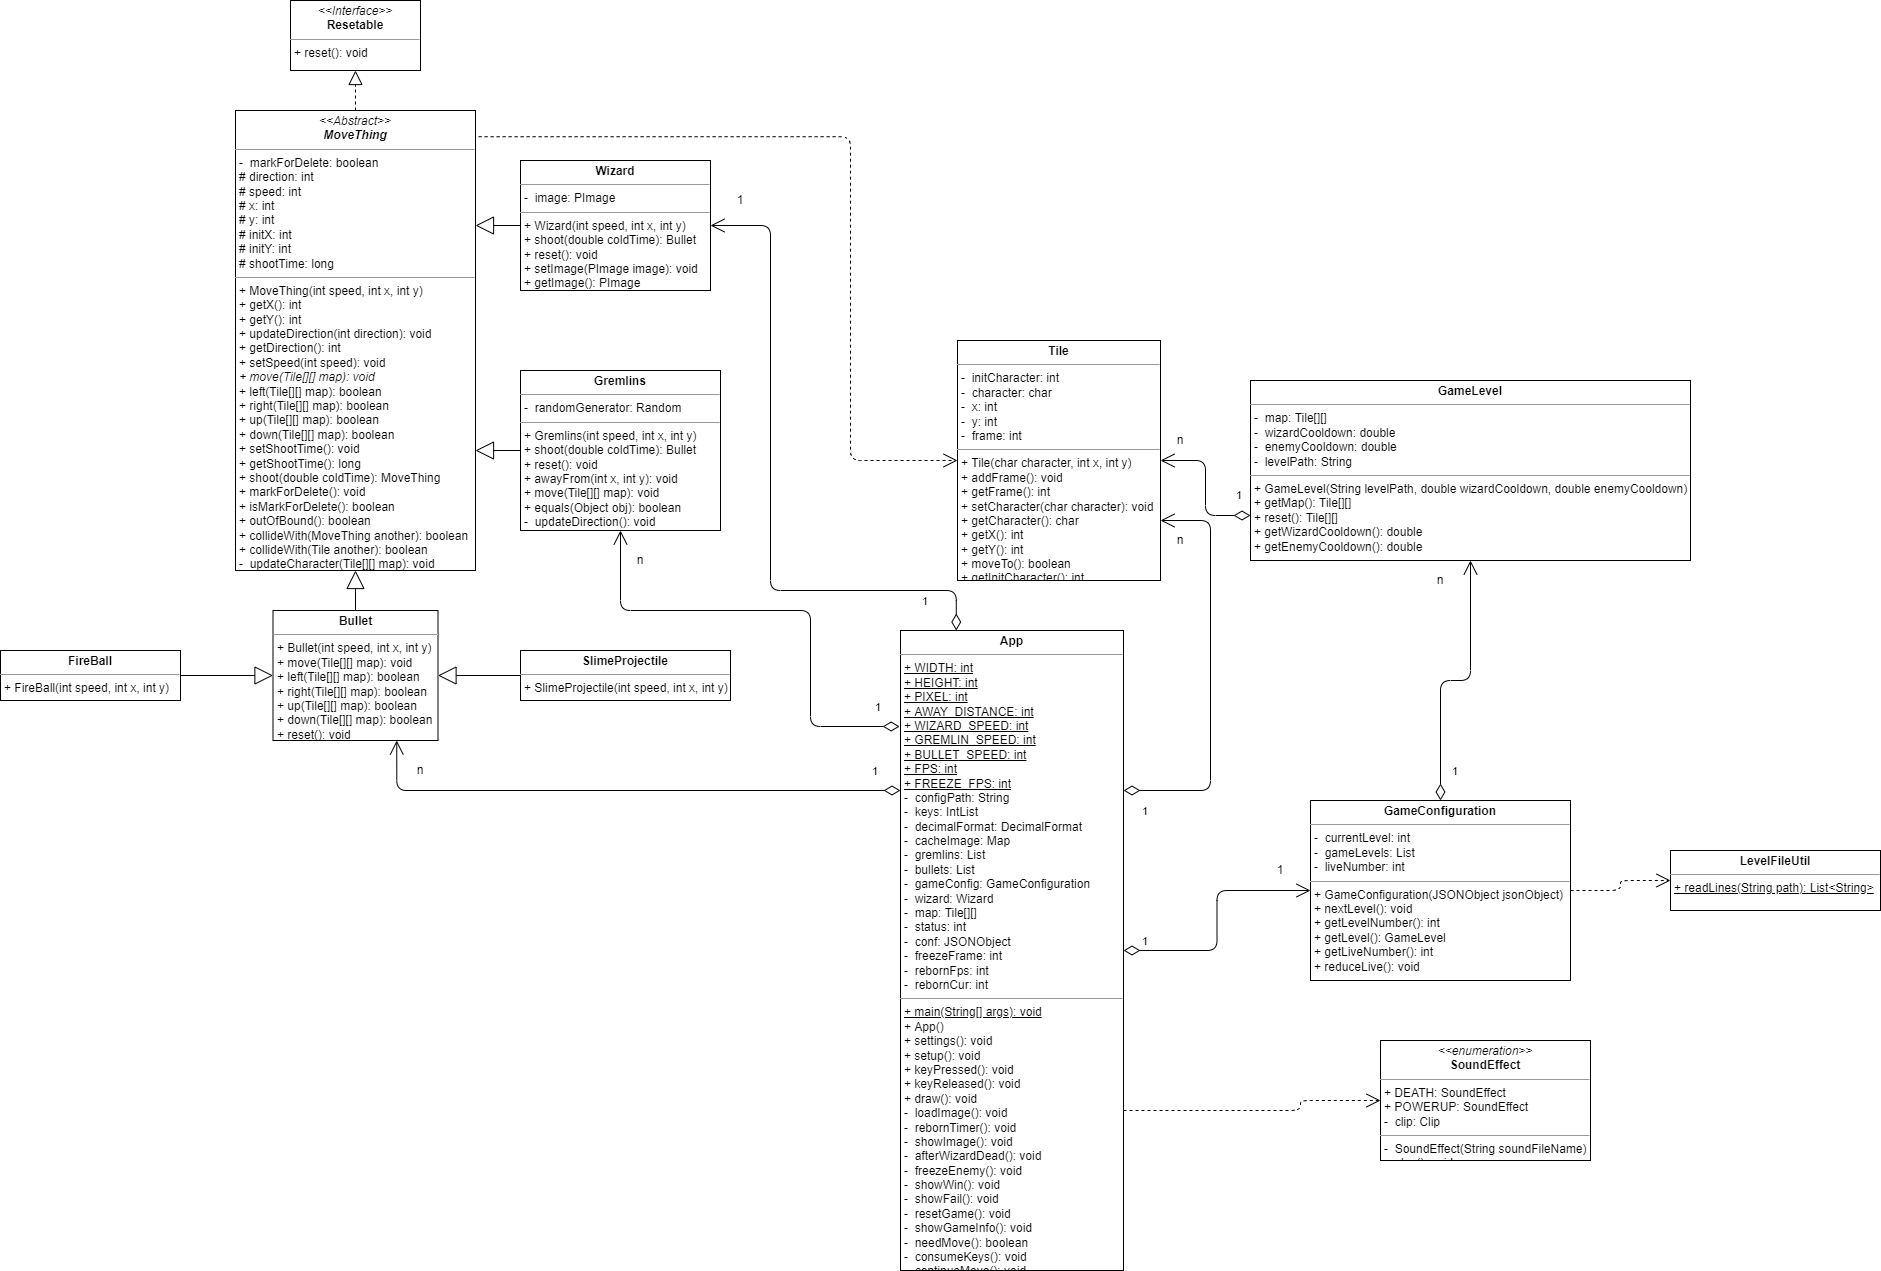 <<Interface>>
Resetable
+ reset(): void
<<Abstract>>
MoveThing
- markForDelete: boolean
# direction: int
# speed: int
# x: int
# y: int
# initX: int
# initY: int
# shootTime: long
+ MoveThing(int speed, int x, int y)
+ getX(): int
+ getY(): int
+ updateDirection(int direction): void
+ getDirection(): int
+ setSpeed(int speed): void
+ move(Tile[][] map): void
+ left(Tile[][] map): boolean
+ right(Tile[][] map): boolean
+ up(Tile[][] map): boolean
+ down(Tile[][] map): boolean
+ setShootTime(): void
+ getShootTime(): long
+ shoot(double coldTime): MoveThing
+ markForDelete(): void
+ isMarkForDelete(): boolean
+ outOfBound(): boolean
+ collideWith(MoveThing another): boolean
+ collideWith(Tile another): boolean
- updateCharacter(Tile[][] map): void
Wizard
- image: PImage
+ Wizard(int speed, int x, int y)
+ shoot(double coldTime): Bullet
+ reset(): void
+ setImage(PImage image): void
+ getImage(): PImage
1
Gremlins
- randomGenerator: Random
+ Gremlins(int speed, int x, int y)
+ shoot(double coldTime): Bullet
+ reset(): void
+ awayFrom(int x, int y): void
+ move(Tile[][] map): void
+ equals(Object obj): boolean
- updateDirection(): void
n
Tile
- initCharacter: int
- character: char
- x: int
- y: int
- frame: int
+ Tile(char character, int x, int y)
+ addFrame(): void
+ getFrame(): int
+ setCharacter(char character): void
+ getCharacter(): char
+ getX(): int
+ getY(): int
+ moveTo(): boolean
+ getInitCharacter(): int
n
n
1
GameLevel
- map: Tile[][]
- wizardCooldown: double
- enemyCooldown: double
- levelPath: String
+ GameLevel(String levelPath, double wizardCooldown, double enemyCooldown)
+ getMap(): Tile[][]
+ reset(): Tile[][]
+ getWizardCooldown(): double
+ getEnemyCooldown(): double
n
1
Bullet
+ Bullet(int speed, int x, int y)
+ move(Tile[][] map): void
+ left(Tile[][] map): boolean
+ right(Tile[][] map): boolean
+ up(Tile[][] map): boolean
+ down(Tile[][] map): boolean
+ reset(): void
n
FireBall
+ FireBall(int speed, int x, int y)
SlimeProjectile
+ SlimeProjectile(int speed, int x, int y)
1
1
1
App
+ WIDTH: int
+ HEIGHT: int
+ PIXEL: int
+ AWAY_DISTANCE: int
+ WIZARD_SPEED: int
+ GREMLIN_SPEED: int
+ BULLET_SPEED: int
+ FPS: int
+ FREEZE_FPS: int
- configPath: String
- keys: IntList
- decimalFormat: DecimalFormat
- cacheImage: Map
- gremlins: List
- bullets: List
- gameConfig: GameConfiguration
- wizard: Wizard
- map: Tile[][]
- status: int
- conf: JSONObject
- freezeFrame: int
- rebornFps: int
- rebornCur: int
+ main(String[] args): void
+ App()
+ settings(): void
+ setup(): void
+ keyPressed(): void
+ keyReleased(): void
+ draw(): void
- loadImage(): void
- rebornTimer(): void
- showImage(): void
- afterWizardDead(): void
- freezeEnemy(): void
- showWin(): void
- showFail(): void
- resetGame(): void
- showGameInfo(): void
- needMove(): boolean
- consumeKeys(): void
- continueMove(): void
1
1
1
GameConfiguration
- currentLevel: int
- gameLevels: List
- liveNumber: int
+ GameConfiguration(JSONObject jsonObject)
+ nextLevel(): void
+ getLevelNumber(): int
+ getLevel(): GameLevel
+ getLiveNumber(): int
+ reduceLive(): void
LevelFileUtil
+ readLines(String path): List<String>
<<enumeration>>
SoundEffect
+ DEATH: SoundEffect
+ POWERUP: SoundEffect
- clip: Clip
- SoundEffect(String soundFileName)